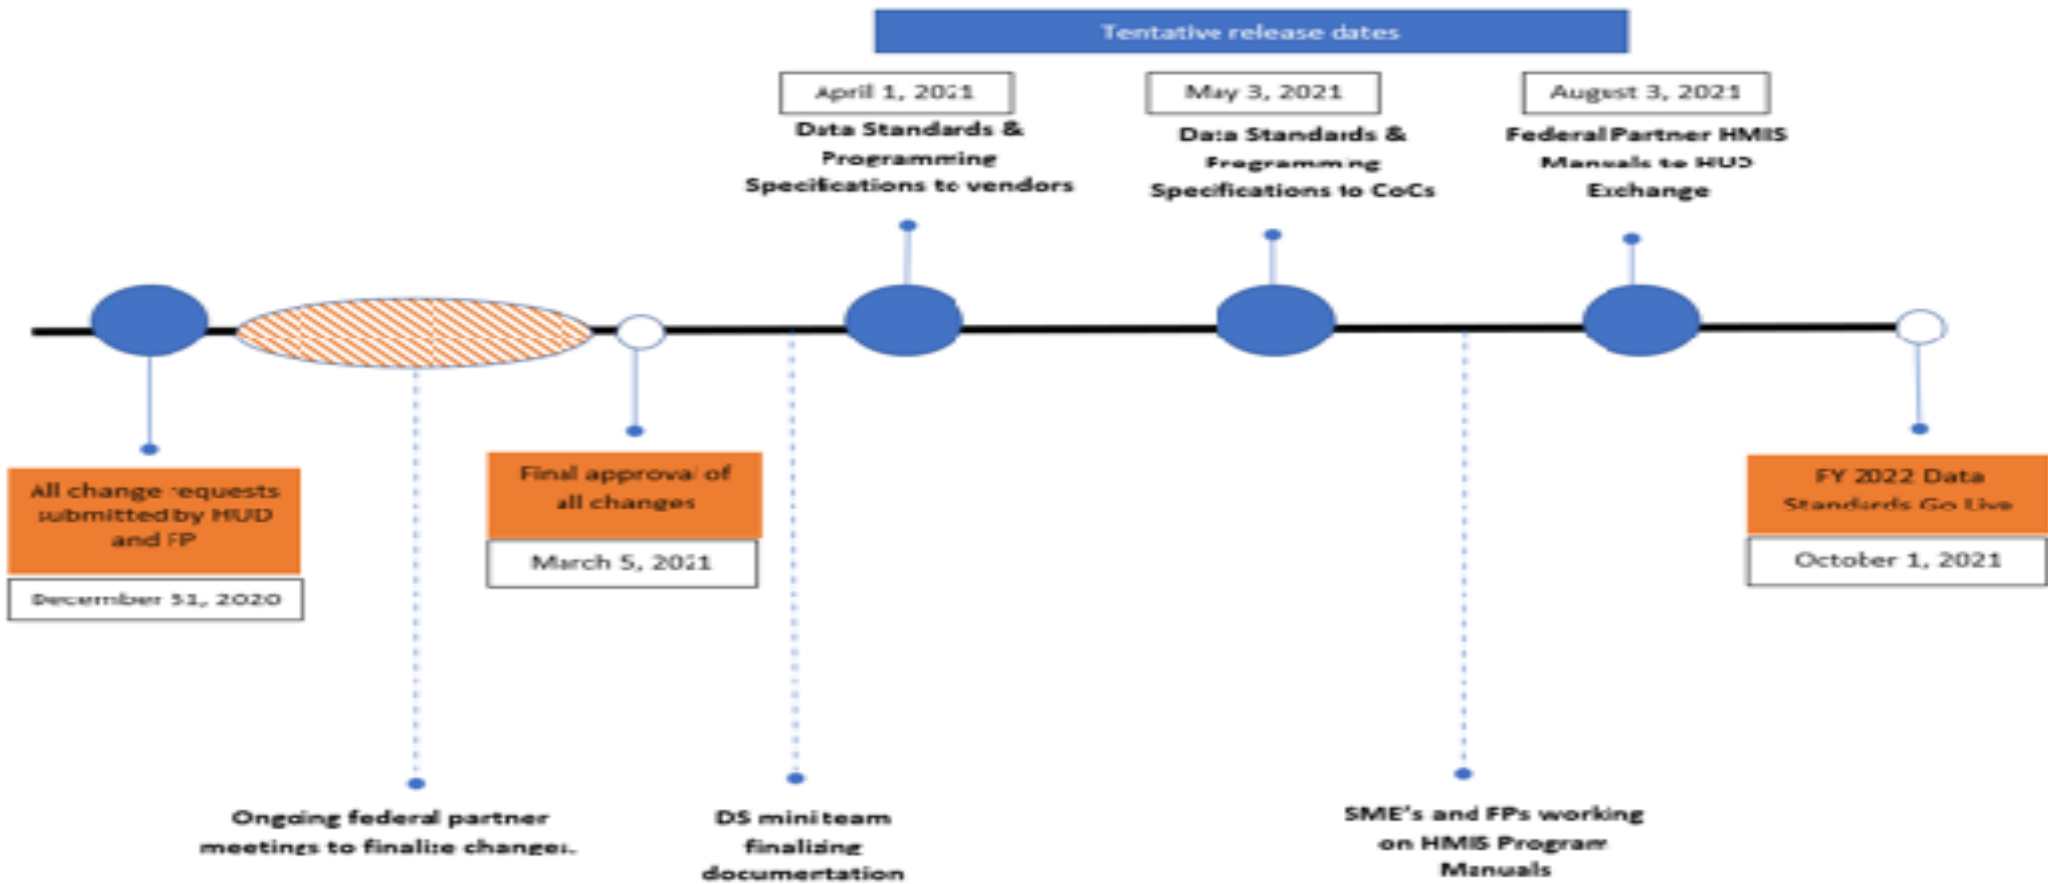 Tentative release dates
April 1, 2021
Data Standards &
Programming
Specifications to vendors
May 3, 2021
Data Standards &
Programming
Specifications to CoCs
August 3, 2021
Federal Partner HMIS
Manuals to HUD
Exchange
All change requests
submitted by HUD
and FP
December 31, 2020
Final approval of
all changes
March 5, 2021
FY 2022 Data
Standards Go Live
October 1, 2021
Ongoing federal partner
meetings to finalize changes.
DS mini team
finalizing
documentation
SME's and FPs working
on HMIS Program
Manuals